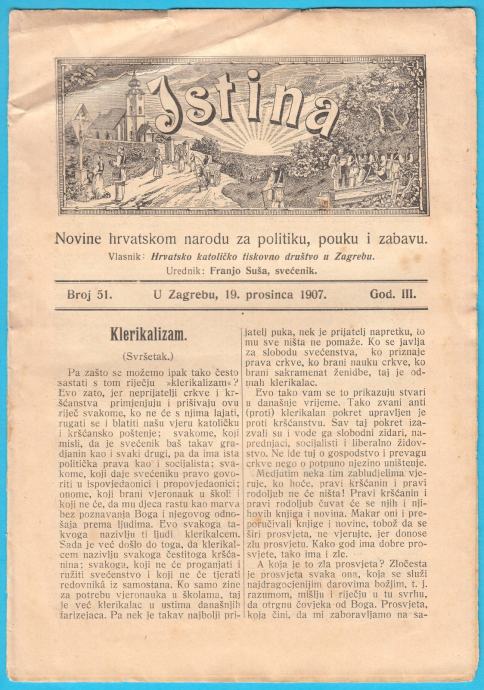 Istina
Novine hrvatskom narodu za politiku, pouku i zabavu.
Vlasnik: Hrvatsko katoličko tiskovno društvo u Zagrebu.
Urednik: Franjo Suša, svećenik.
Broj 51. U Zagrebu, 19. prosinca 1907. God. III.
Klerikalizam.
(Svršetak.)
Pa zašto se možemo ipak tako često
sastati s tom riječju »klerikalizam«?
Evo zato, jer neprijatelji crkve i kr-
šćanstva primjenjuju i prišivaju ovu
riječ svakome, ko ne će s njima lajati,
rugati se i blatiti našu vjeru katoličku
i kršćansko poštenje; svakome, koji
misli, da je svećenik baš takav gra-
djanin kao i svaki drugi, pa da ima ista
politička prava kao i socijalista; sva-
kome, koji daje svećeniku pravo govo-
riti u ispovjedaonici i propovjedaonici;
onome, koji brani vjeronauk u školi i
koji ne će, da mu djeca rastu kao marva
bez poznavanja Boga i njegovog odno-
šaja prema ljudima. Evo svakoga ta-
kvoga nazivlju ti ljudi klerikalcem.
Sada je već došlo do toga, da klerikal-
cem nazivlju svakoga čestitoga kršća-
nina; svakoga, koji ne će proganjati i
ružiti svećenstvo i koji ne će tjerati
redovnikâ iz samostana. Ko samo zine
za potrebu vjeronauka u školama, taj
je već klerikalac u ustima današnjih
farizejaca. Pa nek je takav najbolji pri-
jatelj puka, nek je prijatelj napretku, to
mu sve ništa ne pomaže. Ko se javlja
za slobodu svećenstva, ko priznaje
prava crkve, ko brani nauku crkve, ko
brani sakramenat ženidbe, taj je od-
mah klerikalac.
Evo tako vam se to prikazuju stvari
u današnje vrijeme. Tako zvani anti
(proti) klerikalan pokret upravljen je
proti kršćanstvu. Sav taj pokret iza-
zvali su i vode ga slobodni zidari, na-
prednjaci, socijalisti i liberalno židov-
stvo. Ne ide tuj o gospodstvu i prevagu
crkve nego o potpuno njezino uništenje.
Medjutim neka tim zabludjelima vje-
ruje, ko hoće, pravi kršćanin i pravi
rodoljub ne će ništa! Pravi kršćanin i
pravi rodoljub čuvat će se njih i nji-
hovih knjiga i novina. Makar oni i pre-
poručivali knjige i novine, tobož da se
širi prosvjeta, ne vjerujte, jer donose
zlu prosvjetu. Kako god ima dobre pro-
svjete, tako ima i zle.
A koja je to zla prosvjeta? Zločesta
je prosvjeta svaka ona, koja se služi
najdragocjenijim darovima božjim, t. j.
razumom, mišlju i riječju u tu svrhu,
da otrgnu čovjeka od Boga. Prosvjeta,
koja čini, da mi zaboravljamo na sa-